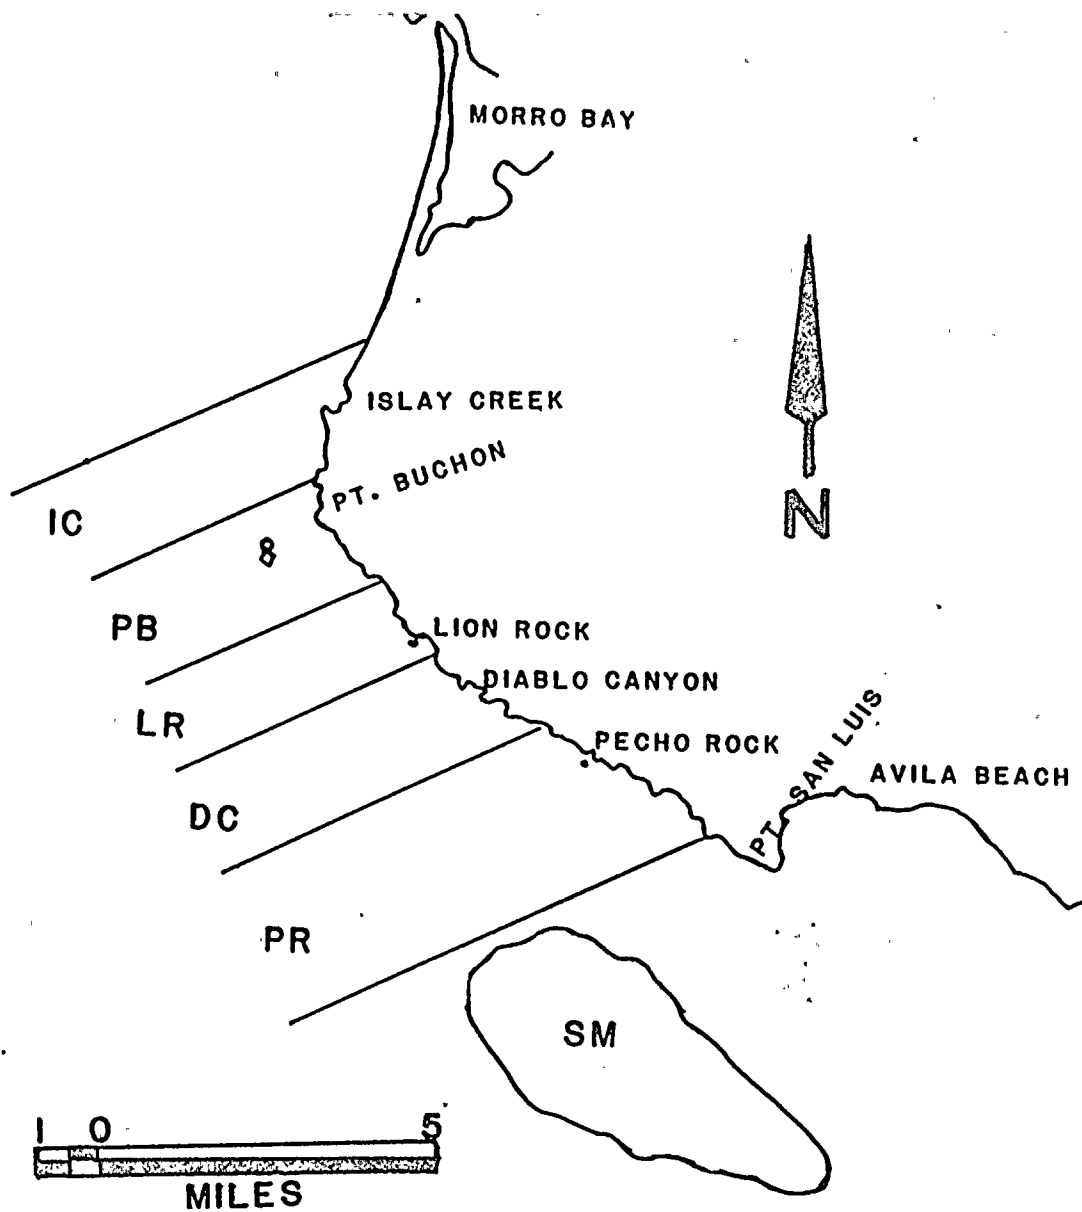 MORRO BAY
ISLAY CREEK
PT. BUCHON
IC
N
PB
LION ROCK
DIABLO CANYON
LR
PECHO ROCK
PT. SAN LUIS
AVILA BEACH
DC
PR
SM
1 0 5
MILES